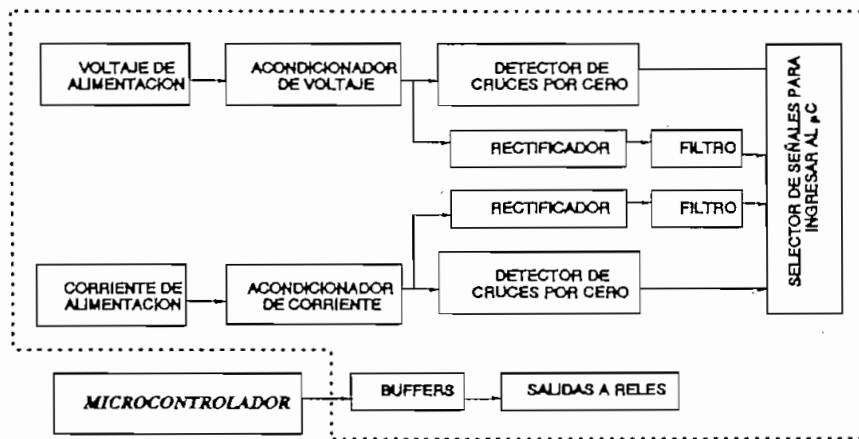 VOLTAJE DE
ALIMENTACION
ACONDICIONADOR
DE VOLTAJE
DETECTOR DE
CRUCES POR CERO
RECTIFICADOR
FILTRO
RECTIFICADOR
FILTRO
CORRIENTE DE
ALIMENTACION
ACONDICIONADOR
DE CORRIENTE
DETECTOR DE
CRUCES POR CERO
SELECTOR DE SEÑALES PARA
INGRESAR AL µC
MICROCONTROLADOR
BUFFERS
SALIDAS A RELES